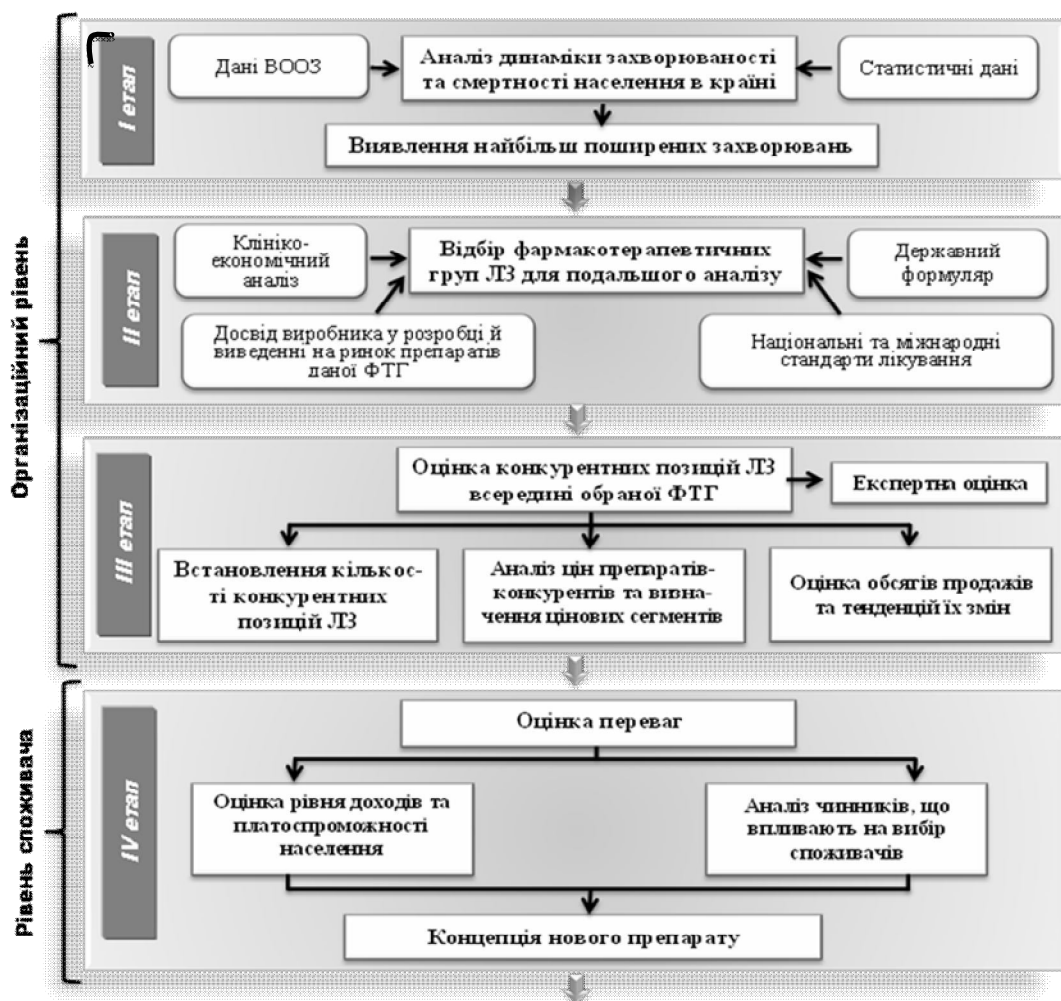 Організаційний рівень
І етап
Дані ВООЗ
Аналіз динаміки захворюваності
та смертності населення в країні
Статистичні дані
Виявлення найбільш поширених захворювань
ІІ етап
Клініко-
економічний
аналіз
Відбір фармакотерапевтичних
груп ЛЗ для подальшого аналізу
Державний
формуляр
Досвід виробника у розробці й
виведенні на ринок препаратів
даної ФТГ
Національні та міжнародні
стандарти лікування
ІІІ етап
Оцінка конкурентних позицій ЛЗ
всередині обраної ФТГ
Експертна оцінка
Встановлення кількос-
ті конкурентних
позицій ЛЗ
Аналіз цін препаратів-
конкурентів та визна-
чення цінових сегментів
Оцінка обсягів продажів
та тенденцій їх змін
Рівень споживача
IV етап
Оцінка переваг
Оцінка рівня доходів та
платоспроможності
населення
Аналіз чинників, що
впливають на вибір
споживачів
Концепція нового препарату